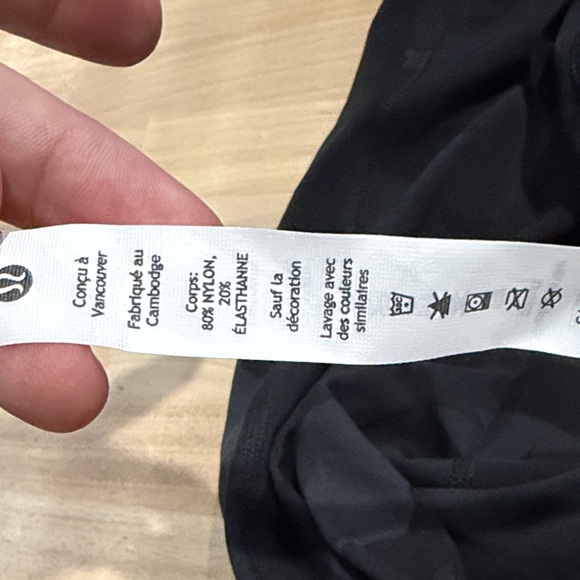 Conçu à
Vancouver
Fabriqué au
Cambodge
Corps:
80% NYLON,
20%
ÉLASTHANNE
Sauf la
décoration
Lavage avec
des couleurs
similaires